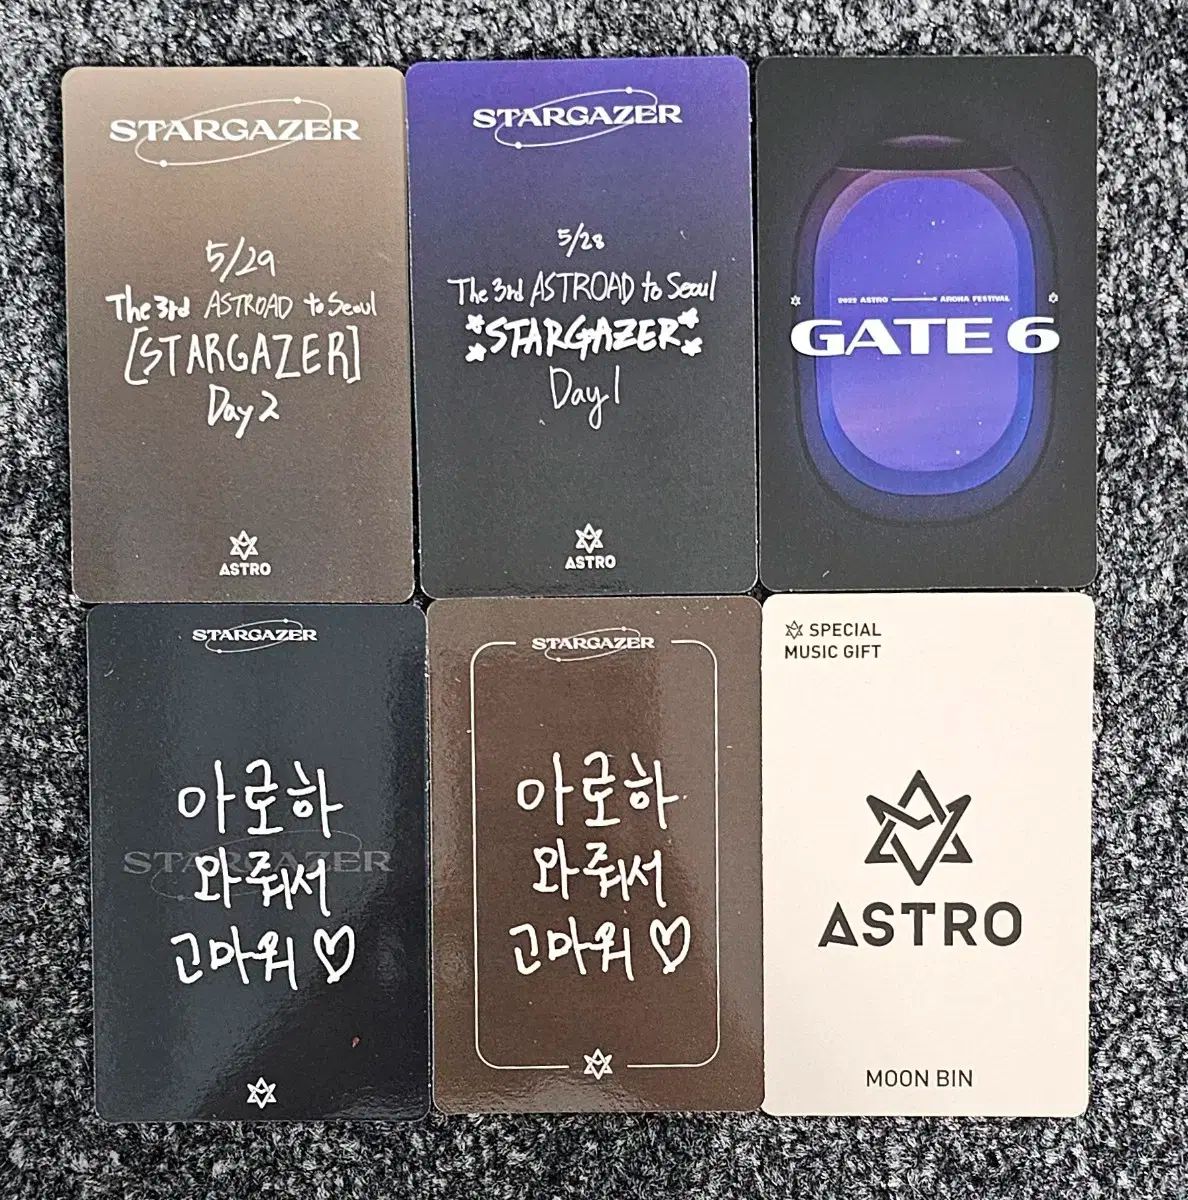 STARGAZER
5/29
The 3rd ASTROAD to Seoul
[STARGAZER]
Day 2
ASTRO
STARGAZER
5/28
The 3rd ASTROAD to Seoul
STARGAZER
Day 1
ASTRO
2022 ASTRO AROHA FESTIVAL
GATE 6
STARGAZER
아로하
STARGAZER
와줘서
고마워♡
STARGAZER
아로하
와줘서
고마워♡
SPECIAL
MUSIC GIFT
ASTRO
MOON BIN